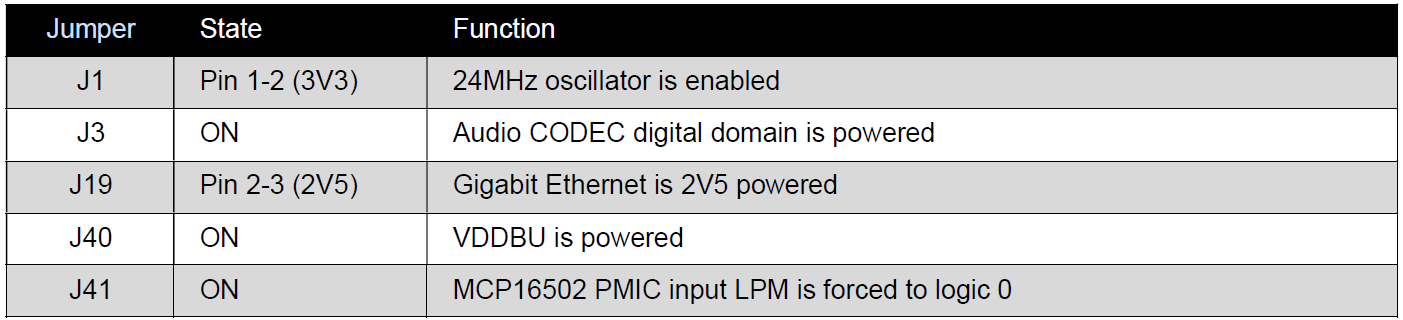 Jumper State Function
J1 Pin 1-2 (3V3) 24MHz oscillator is enabled
J3 ON Audio CODEC digital domain is powered
J19 Pin 2-3 (2V5) Gigabit Ethernet is 2V5 powered
J40 ON VDDBU is powered
J41 ON MCP16502 PMIC input LPM is forced to logic 0